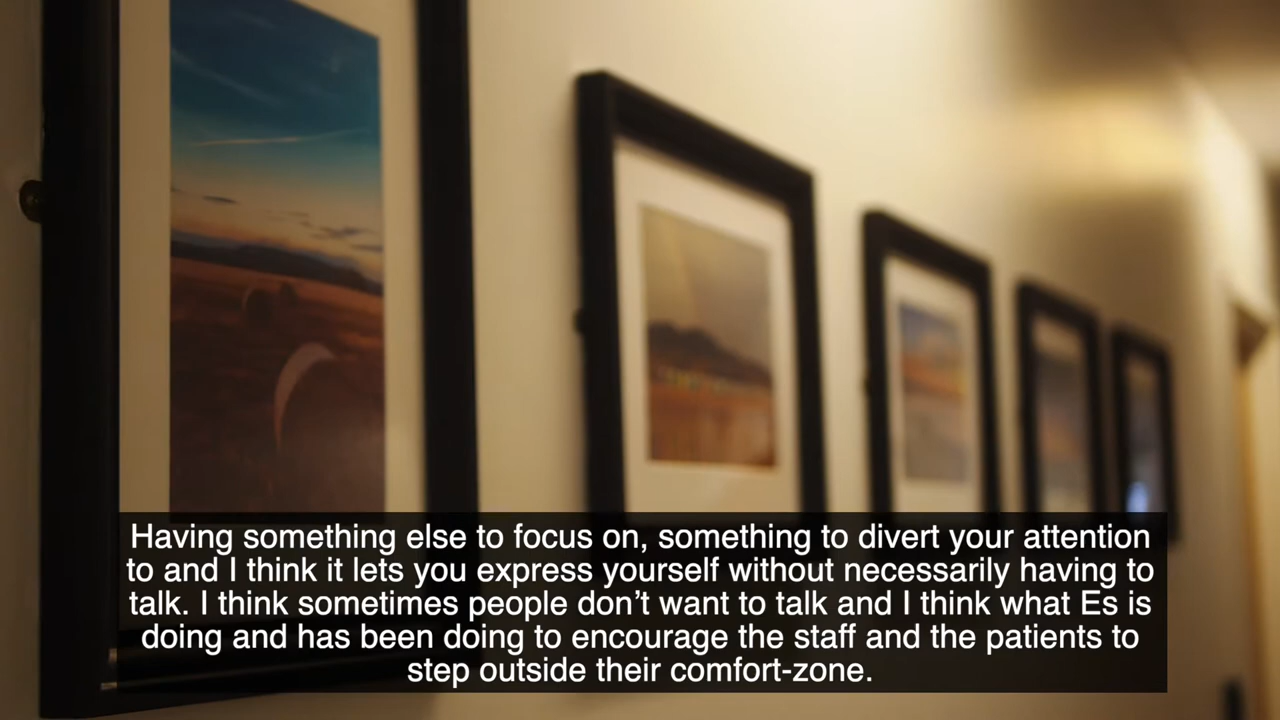 Having something else to focus on, something to divert your attention
to and I think it lets you express yourself without necessarily having to
talk. I think sometimes people don’t want to talk and I think what Es is
doing and has been doing to encourage the staff and the patients to
step outside their comfort-zone.